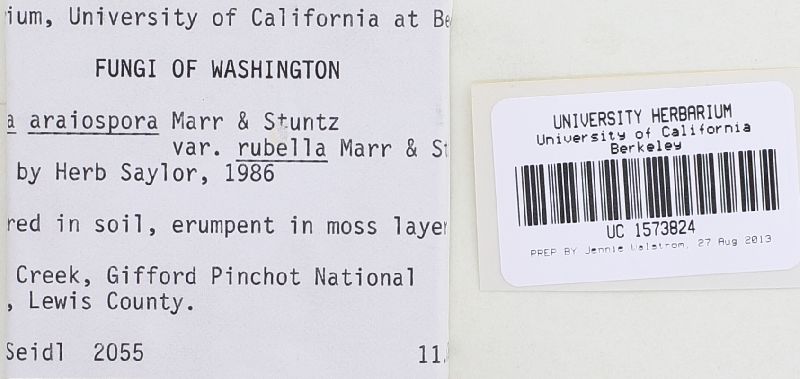 ium, University of California at Be
FUNGI OF WASHINGTON
a araiospora Marr & Stuntz
var. rubella Marr & St
by Herb Saylor, 1986
red in soil, erumpent in moss layer
Creek, Gifford Pinchot National
, Lewis County.
Seidl 2055 11.
UNIVERSITY HERBARIUM
University of California
Berkeley
UC 1573824
PREP BY Jennie Walstrom, 27 Aug 2013